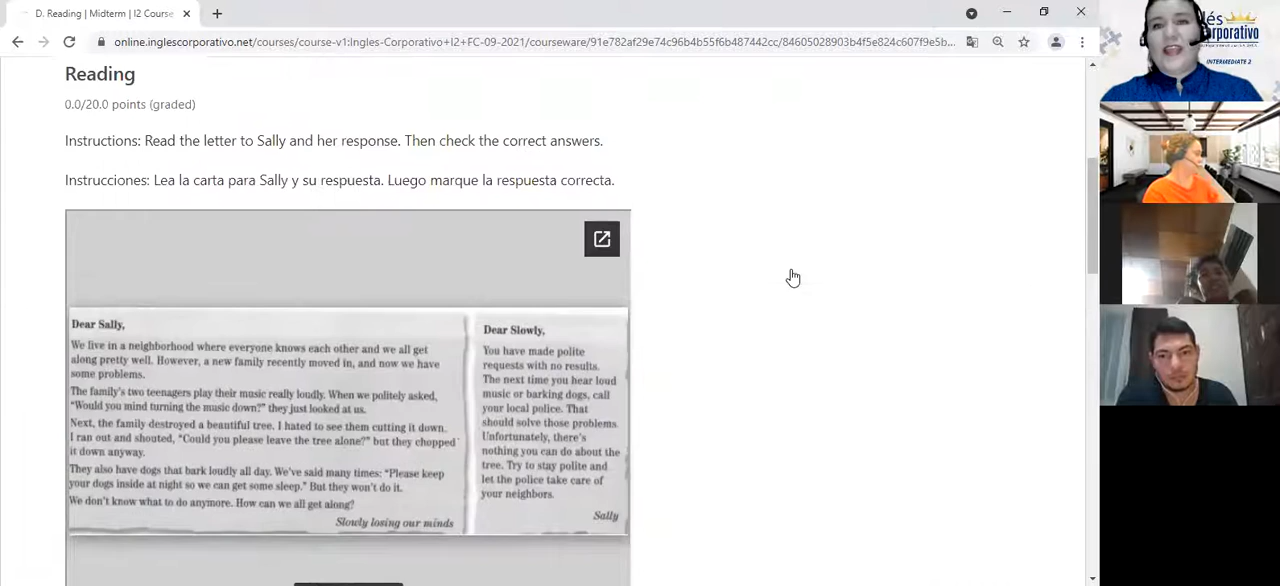 D. Reading | Midterm | I2 Course
online.inglescorporativo.net/courses/course-v1:Ingles-Corporativo+I2+FC-09-2021/courseware/91e782af29e74c96b4b55f6b487442cc/84605028903b4f5e824c607f9e5b...
Reading
0.0/20.0 points (graded)
Instructions: Read the letter to Sally and her response. Then check the correct answers.
Instrucciones: Lea la carta para Sally y su respuesta. Luego marque la respuesta correcta.
Dear Sally,
We live in a neighborhood where everyone knows each other and we all get
along pretty well. However, a new family recently moved in, and now we have
some problems.
The family's two teenagers play their music really loudly. When we politely asked,
"Would you mind turning the music down?" they just looked at us.
Next, the family destroyed a beautiful tree. I hated to see them cutting it down.
I ran out and shouted, "Could you please leave the tree alone?" but they chopped
it down anyway.
They also have dogs that bark loudly all day. We've said many times: "Please keep
your dogs inside at night so we can get some sleep." But they won't do it.
We don't know what to do anymore. How can we all get along?
Slowly losing our minds
Dear Slowly,
You have made polite
requests with no results.
The next time you hear loud
music or barking dogs, call
your local police. That
should solve those problems.
Unfortunately, there's
nothing you can do about the
tree. Try to stay polite and
let the police take care of
your neighbors.
Sally
INTERMEDIATE 2